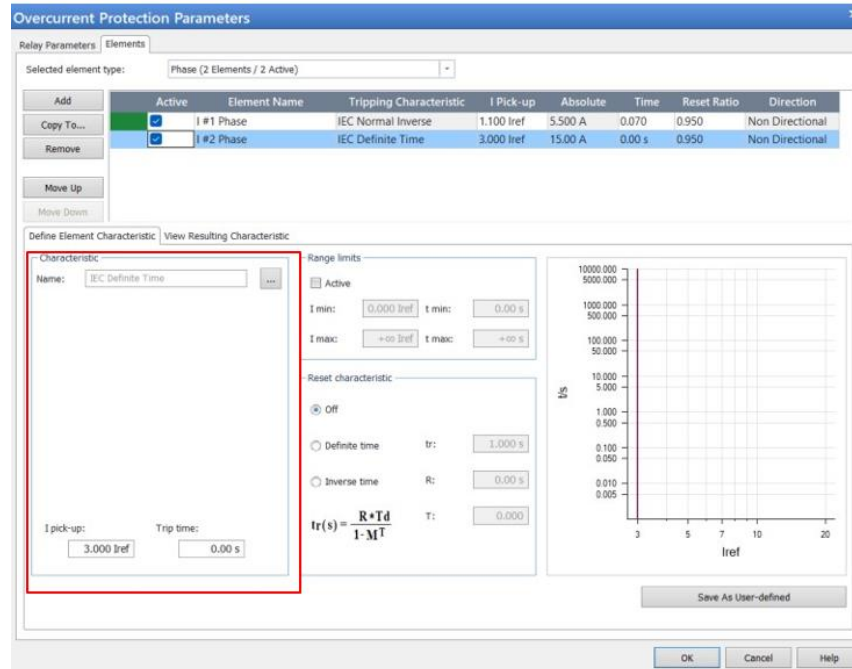 Overcurrent Protection Parameters
Relay Parameters Elements
Selected element type: Phase (2 Elements / 2 Active)
Add
Copy To...
Remove
Move Up
Move Down
Active Element Name Tripping Characteristic I Pick-up Absolute Time Reset Ratio Direction
I #1 Phase IEC Normal Inverse 1.100 Iref 5.500 A 0.070 0.950 Non Directional
I #2 Phase IEC Definite Time 3.000 Iref 15.00 A 0.00 s 0.950 Non Directional
Define Element Characteristic View Resulting Characteristic
Characteristic
Name: IEC Definite Time ...
I pick-up: Trip time:
3.000 Iref 0.00 s
Range limits
Active
I min: 0.000 Iref t min: 0.00 s
I max: +∞ Iref t max: +∞ s
Reset characteristic
Off
Definite time tr: 1.000 s
Inverse time R: 0.00 s
tr(s) = R*Td / 1-M^T T: 0.000
10000.000
5000.000
1000.000
500.000
100.000
50.000
10.000
5.000
1.000
0.500
0.100
0.050
0.010
0.005
t/s
3 5 7 10 20
Iref
Save As User-defined
OK Cancel Help